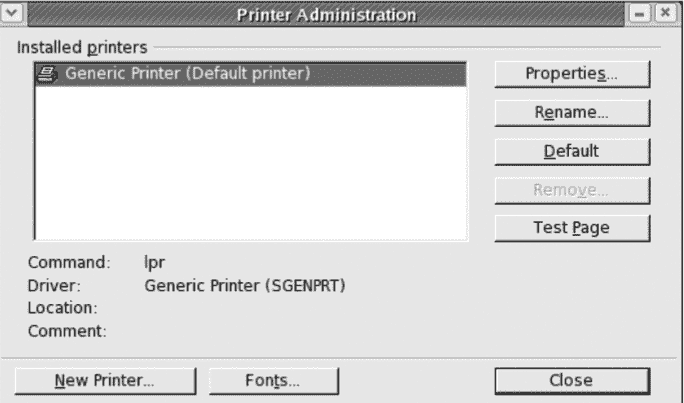 Printer Administration
Installed printers
Generic Printer (Default printer)
Properties...
Rename...
Default
Remove...
Test Page
Command: lpr
Driver: Generic Printer (SGENPRT)
Location:
Comment:
New Printer...
Fonts...
Close